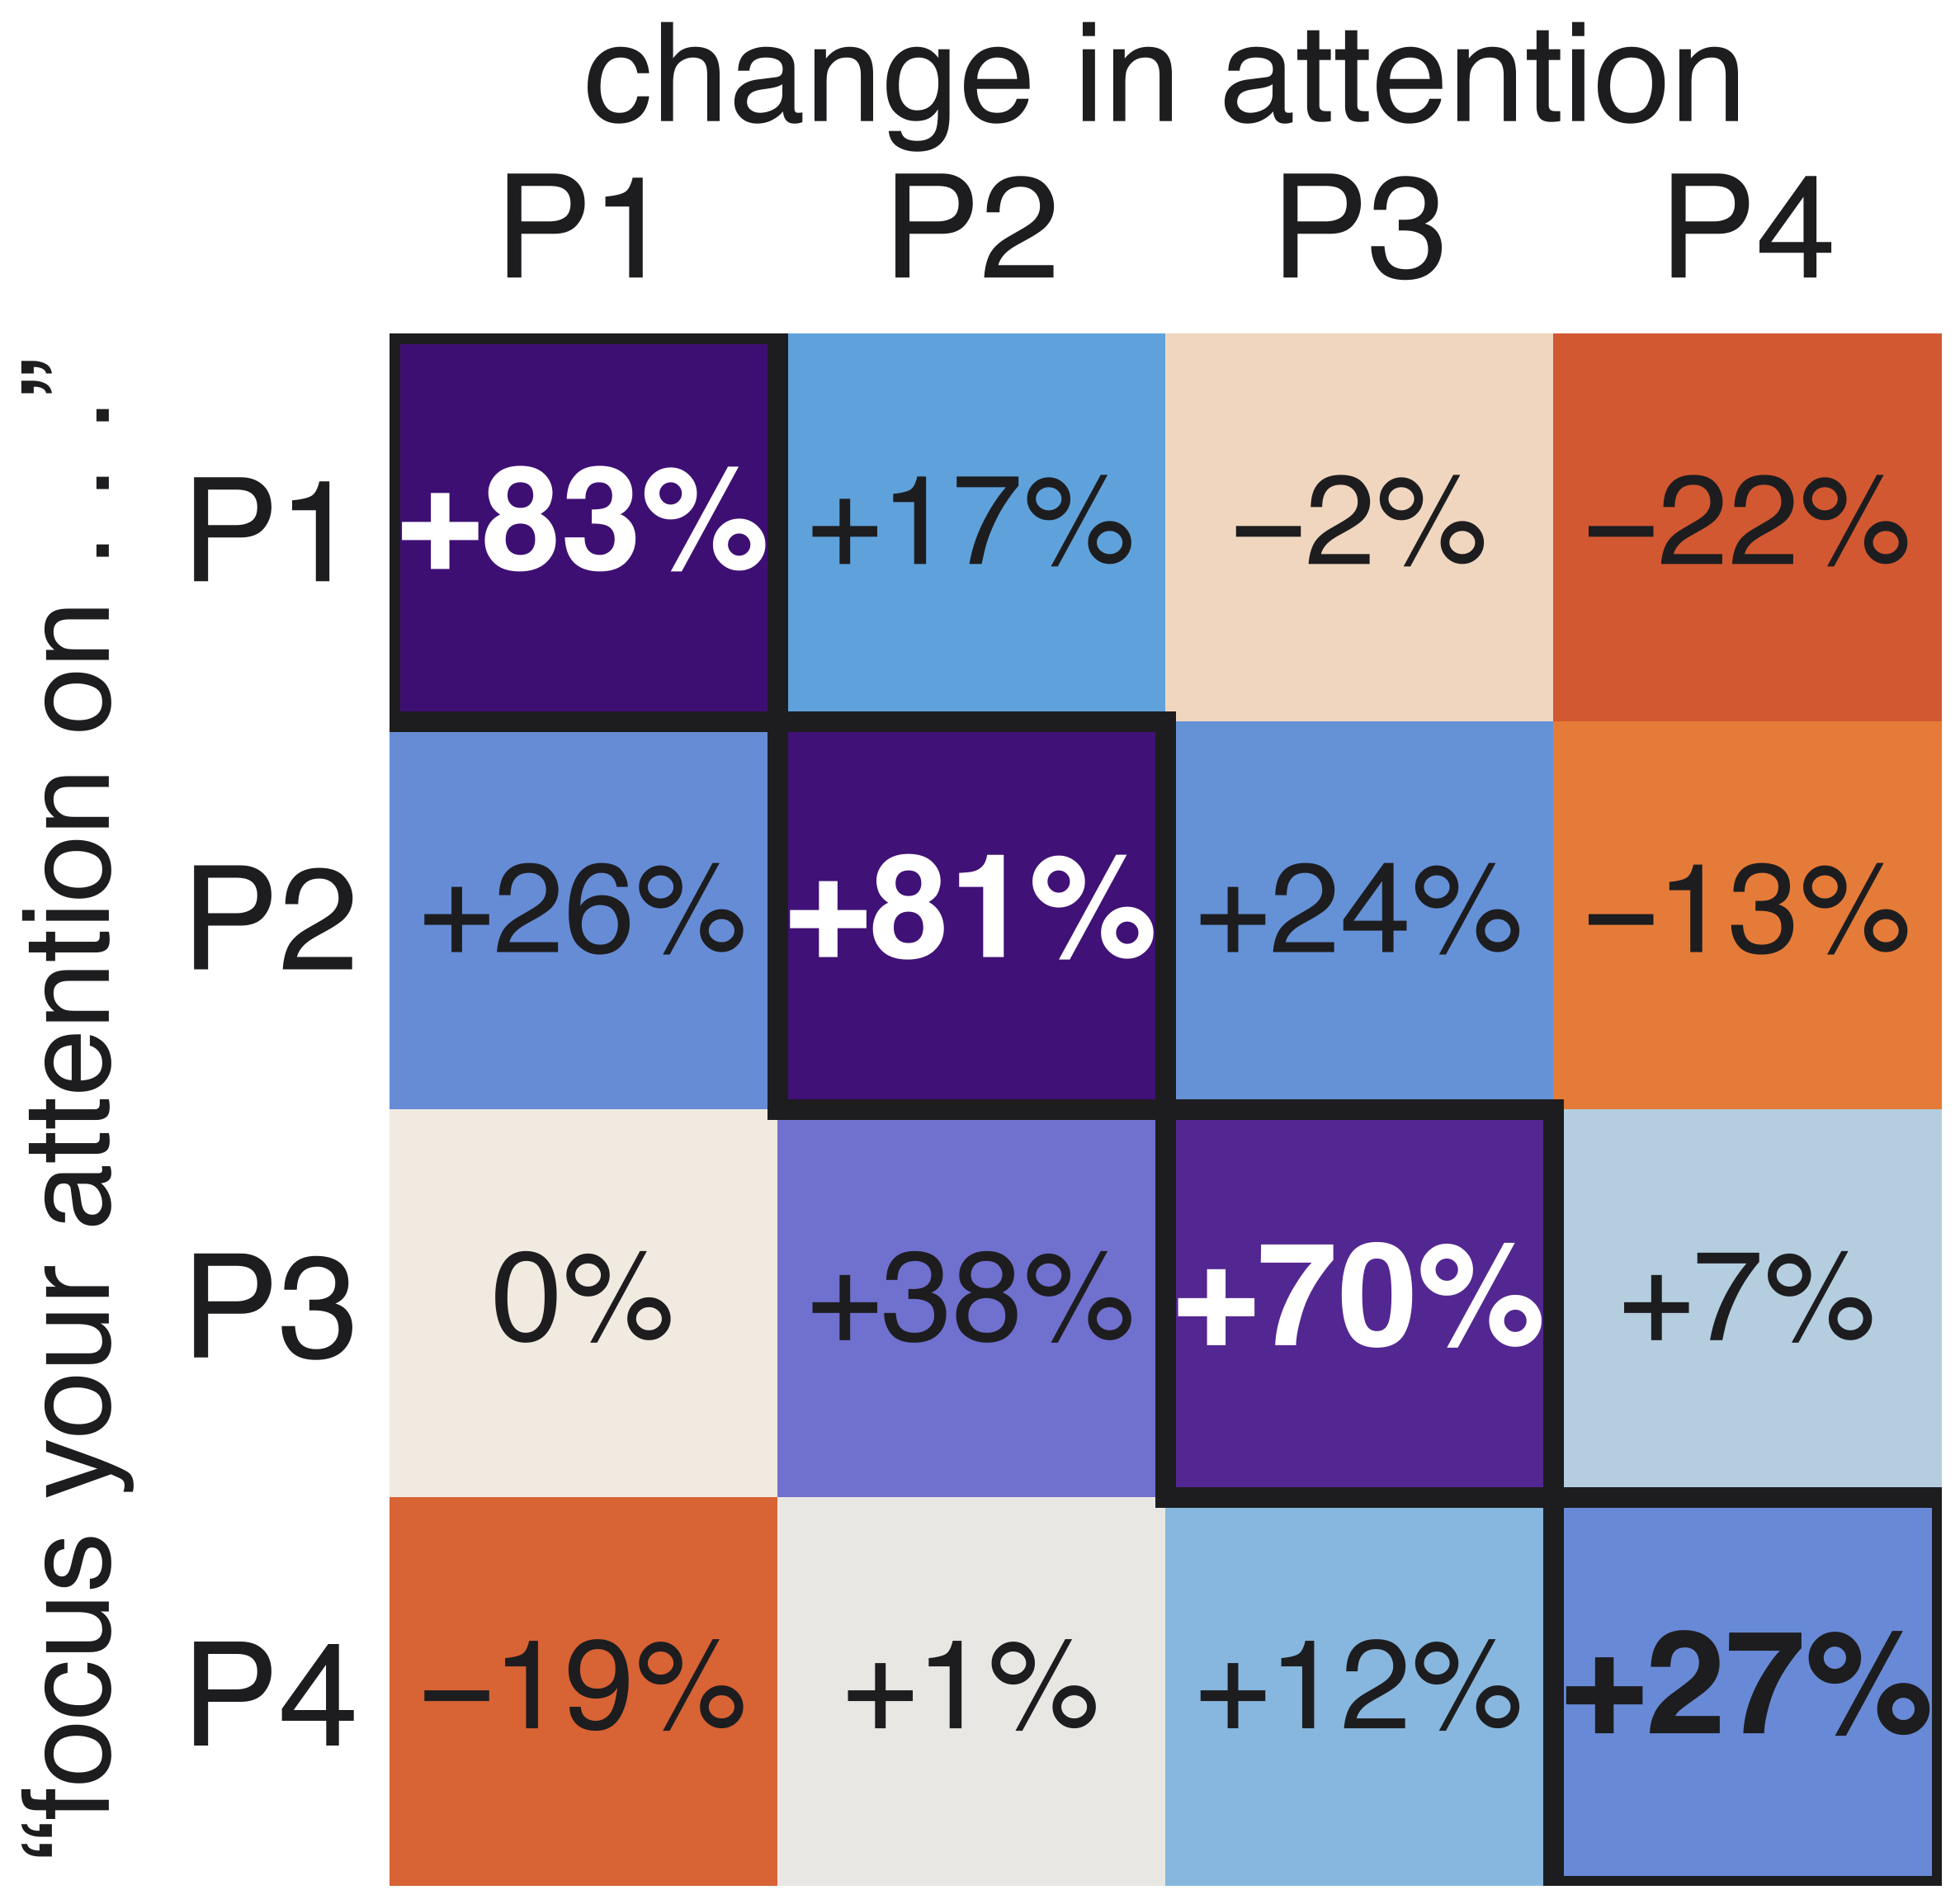 change in attention
P1 P2 P3 P4
“focus your attention on . . .”
P1 +83% +17% −2% −22%
P2 +26% +81% +24% −13%
P3 0% +38% +70% +7%
P4 −19% +1% +12% +27%